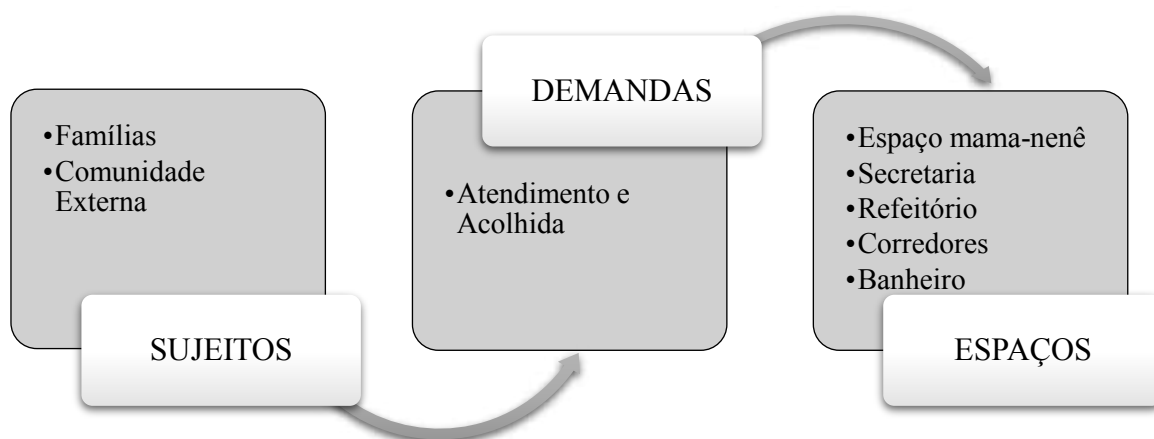 •Famílias
•Comunidade
Externa
SUJEITOS
DEMANDAS
•Atendimento e
Acolhida
•Espaço mama-nenê
•Secretaria
•Refeitório
•Corredores
•Banheiro
ESPAÇOS